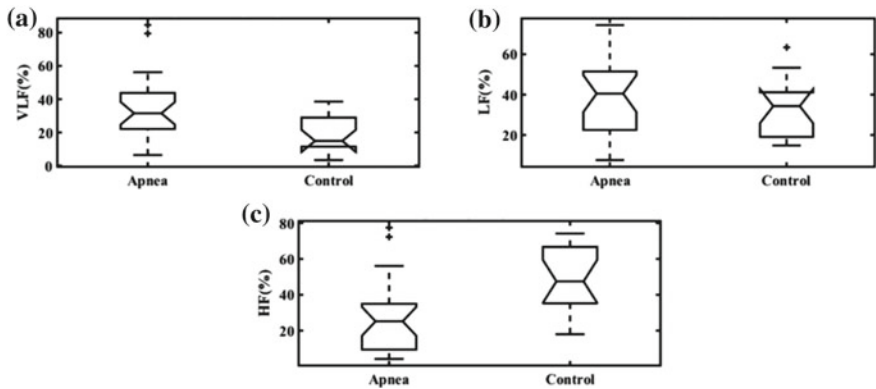 (a)
80
60
40
20
0
VLF(%)
Apnea Control
(b)
60
40
20
LF(%)
Apnea Control
(c)
80
60
40
20
HF(%)
Apnea Control